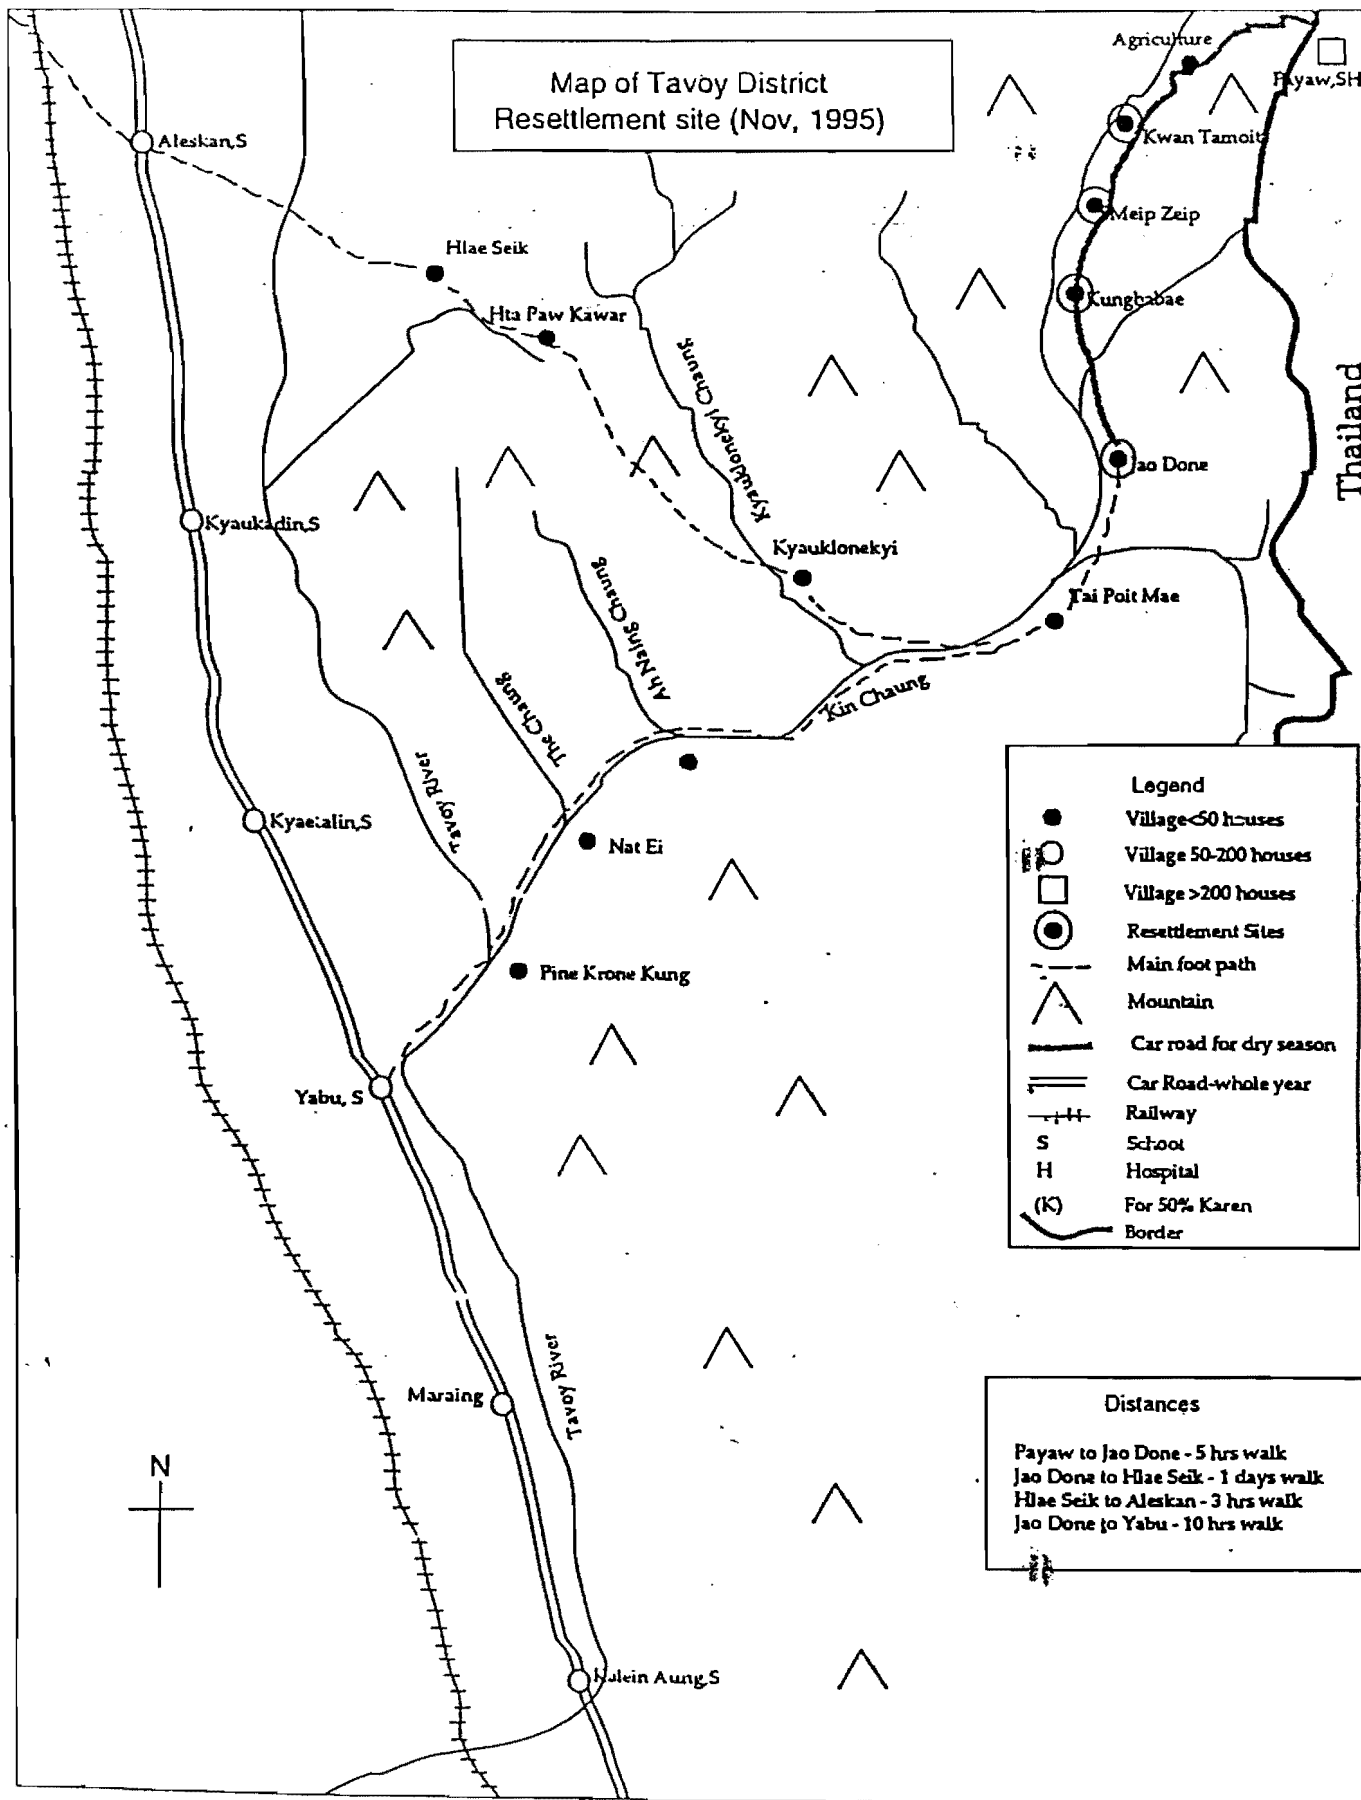 Map of Tavoy District
Resettlement site (Nov, 1995)
Agriculture
Payaw,SH
Kwan Tamoit
Aleskan,S
Meip Zeip
Hlae Seik
Kungbabae
Hta Paw Kawar
Kyauklonekyi Chaung
Thailand
Jao Done
Kyaukadin,S
Kyauklonekyi
Ah Naing Chaung
Tai Poit Mae
The Chaung
Kin Chaung
Tavoy River
Kyaetalin,S
Nat Ei
Pine Krone Kung
Yabu, S
Legend
Village<50 houses
Village 50-200 houses
Village >200 houses
Resettlement Sites
Main foot path
Mountain
Car road for dry season
Car Road-whole year
Railway
S School
H Hospital
(K) For 50% Karen
Border
Tavoy River
Maraing
Distances
Payaw to Jao Done - 5 hrs walk
Jao Done to Hlae Seik - 1 days walk
Hlae Seik to Aleskan - 3 hrs walk
Jao Done to Yabu - 10 hrs walk
N
Aung,S